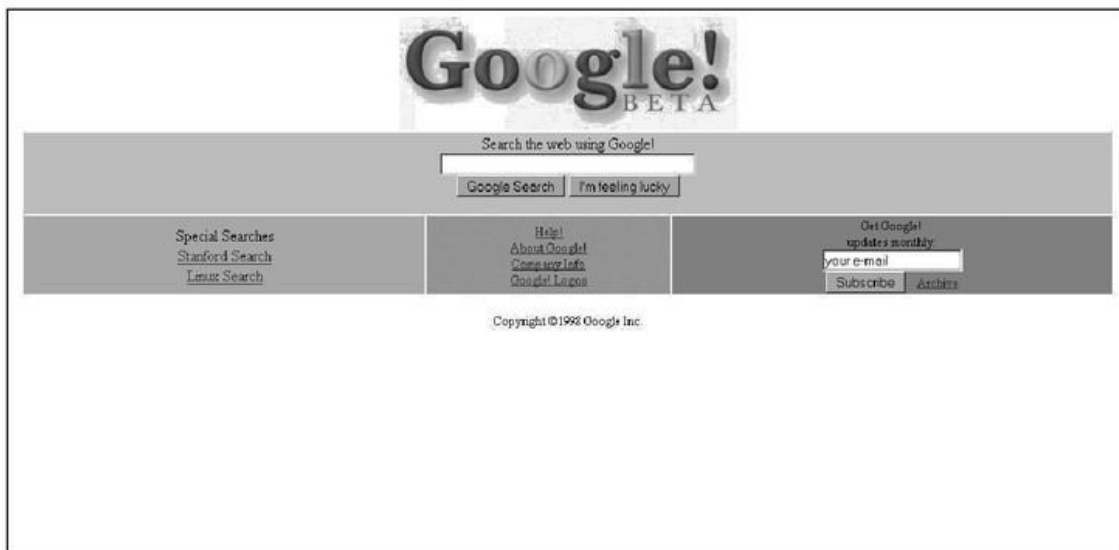 Google!
BETA
Search the web using Google!
Google Search I'm feeling lucky
Special Searches
Stanford Search
Linux Search
Help!
About Google!
Company Info
Google! Logos
Get Google!
updates monthly
your e-mail
Subscribe Archive
Copyright ©1998 Google Inc.